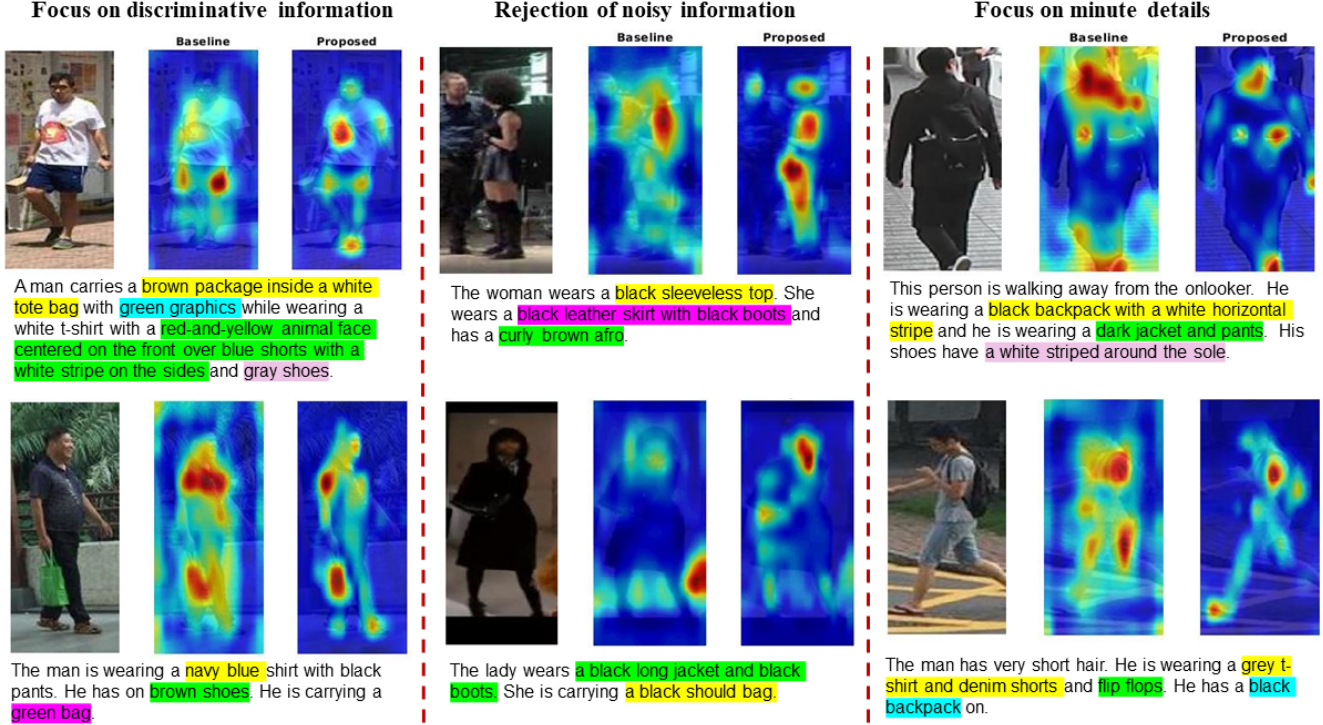 Focus on discriminative information
Baseline
Proposed
A man carries a brown package inside a white
tote bag with green graphics while wearing a
white t-shirt with a red-and-yellow animal face
centered on the front over blue shorts with a
white stripe on the sides and gray shoes.
The man is wearing a navy blue shirt with black
pants. He has on brown shoes. He is carrying a
green bag.
Rejection of noisy information
Baseline
Proposed
The woman wears a black sleeveless top. She
wears a black leather skirt with black boots and
has a curly brown afro.
The lady wears a black long jacket and black
boots. She is carrying a black should bag.
Focus on minute details
Baseline
Proposed
This person is walking away from the onlooker. He
is wearing a black backpack with a white horizontal
stripe and he is wearing a dark jacket and pants. His
shoes have a white striped around the sole.
The man has very short hair. He is wearing a grey t-
shirt and denim shorts and flip flops. He has a black
backpack on.